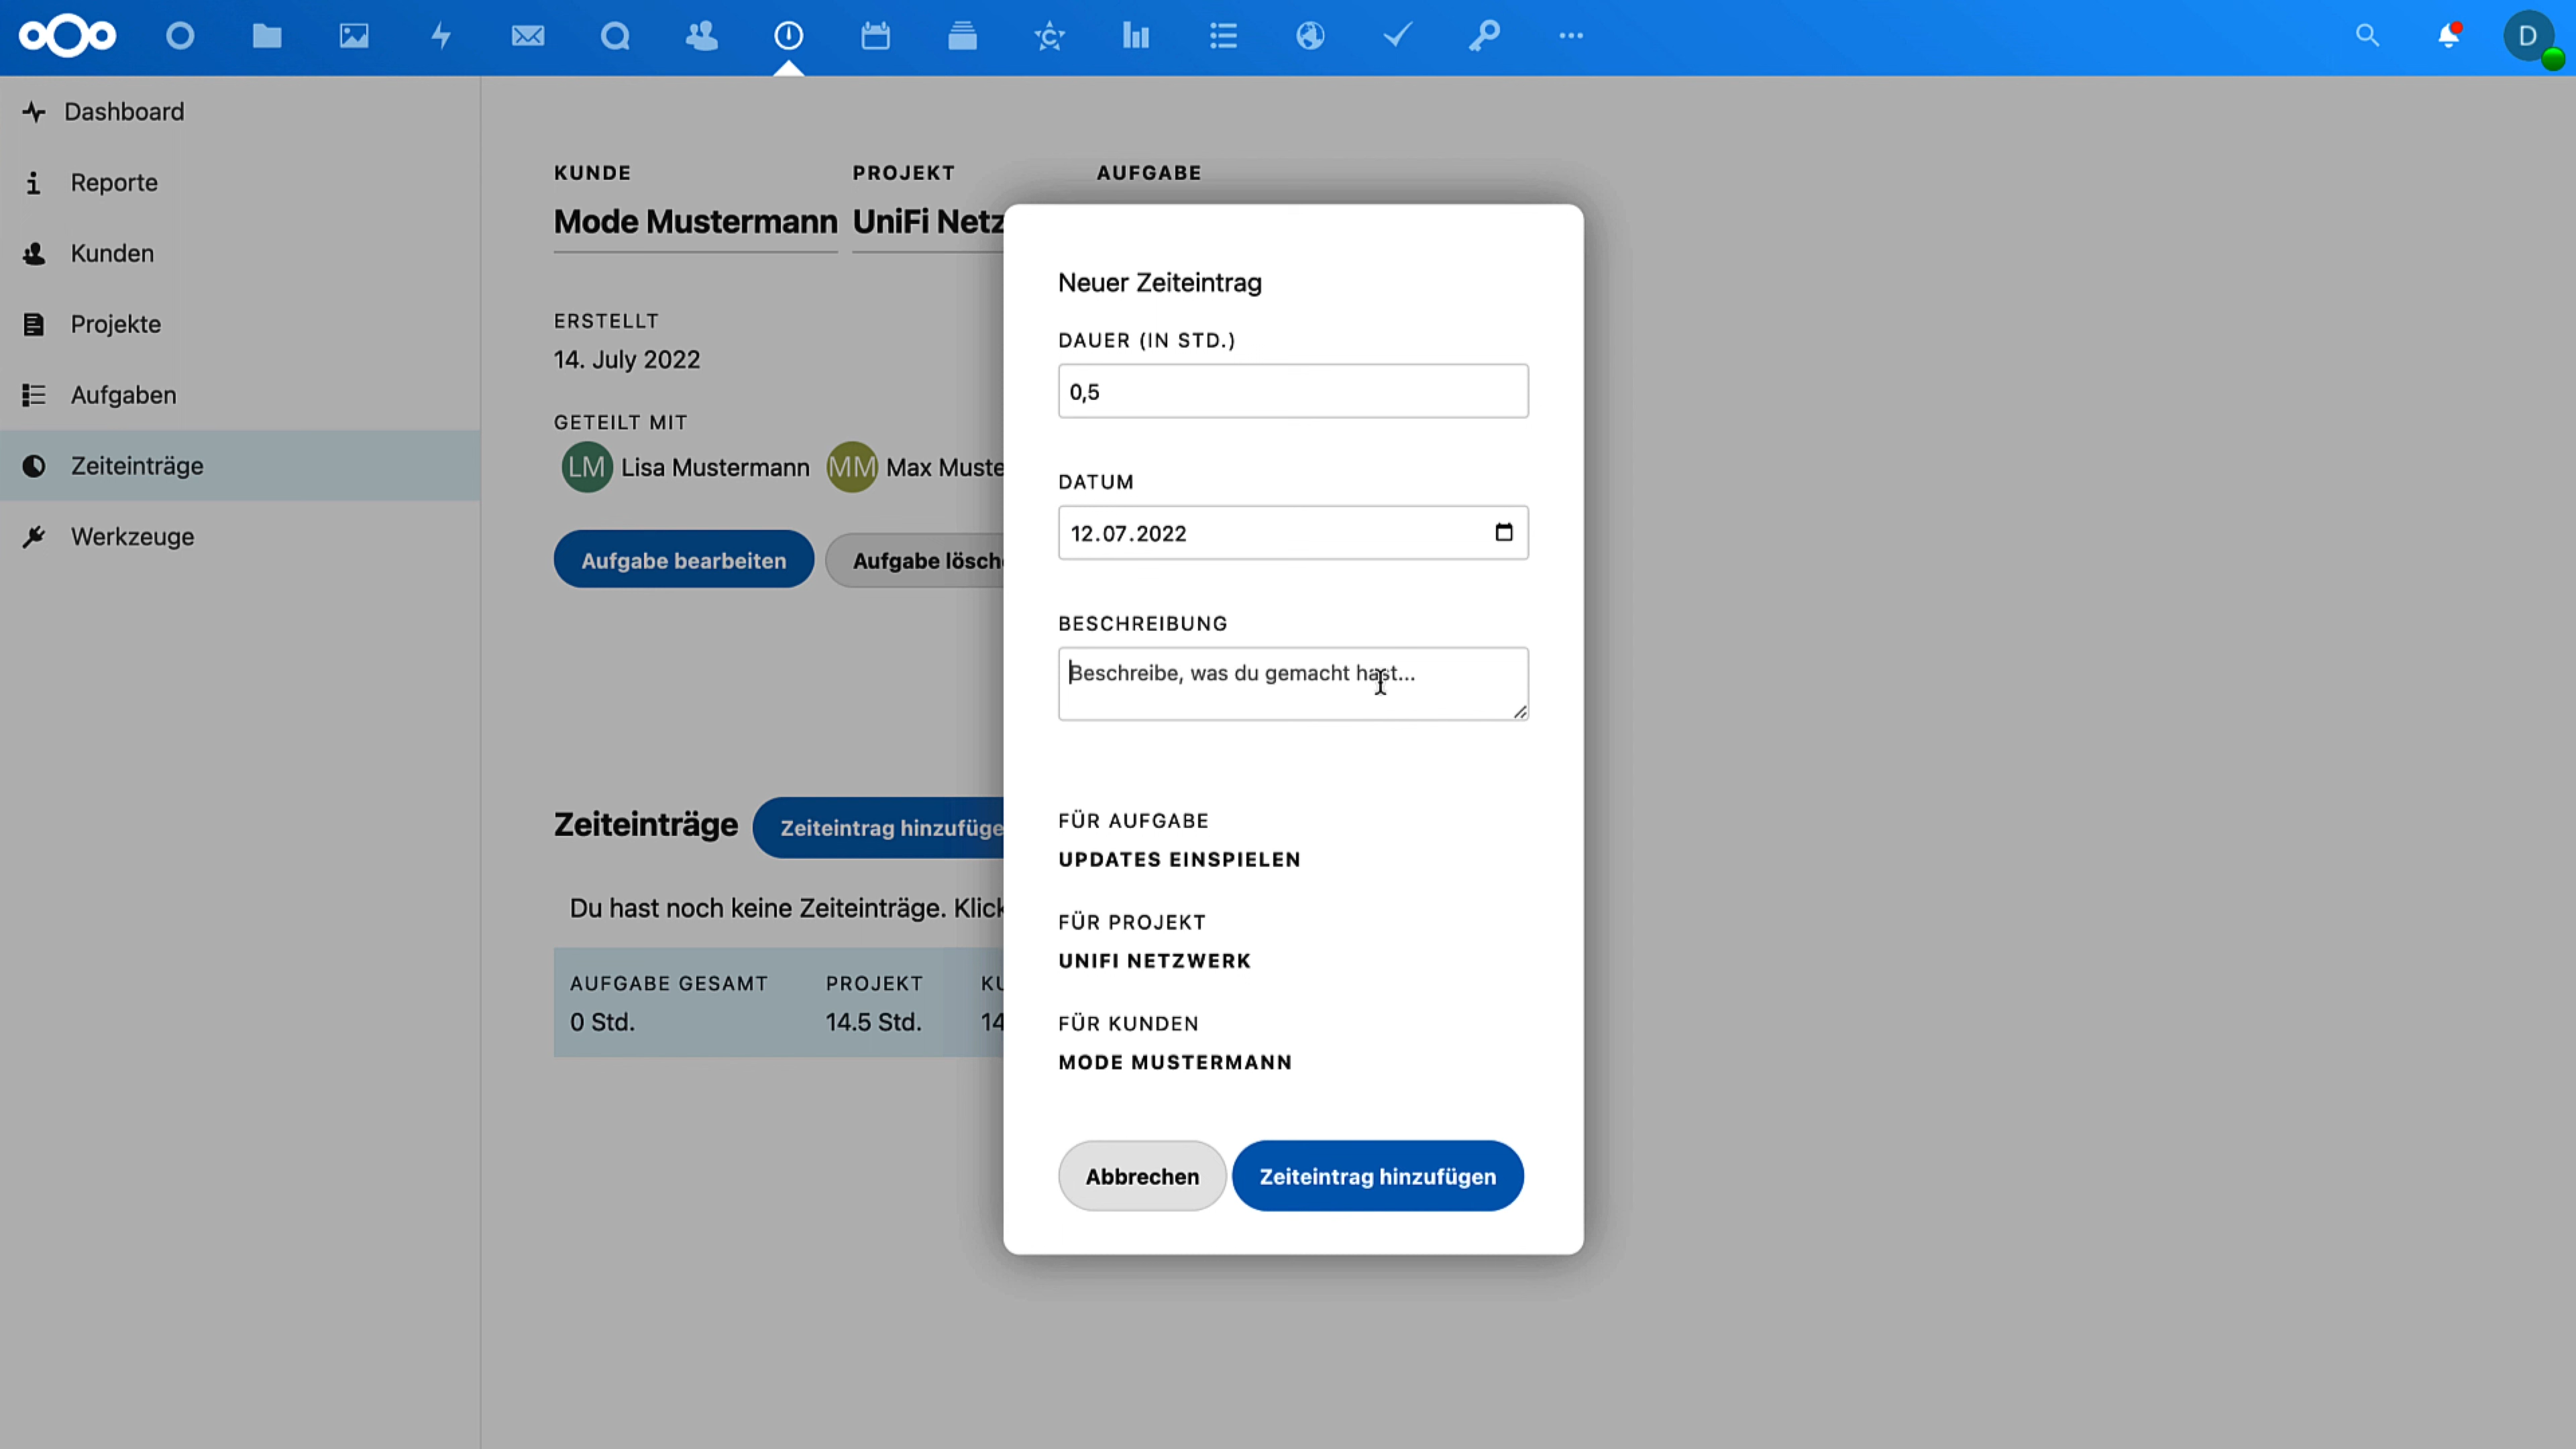 D
Dashboard
Reporte
Kunden
Projekte
Aufgaben
Zeiteinträge
Werkzeuge
KUNDE PROJEKT AUFGABE
Mode Mustermann UniFi Netz
ERSTELLT
14. July 2022
GETEILT MIT
LM Lisa Mustermann MM Max Muste
Aufgabe bearbeiten Aufgabe lösch
Zeiteinträge Zeiteintrag hinzufüge
Du hast noch keine Zeiteinträge. Klick
AUFGABE GESAMT PROJEKT KU
0 Std. 14.5 Std. 14
Neuer Zeiteintrag
DAUER (IN STD.)
0,5
DATUM
12.07.2022
BESCHREIBUNG
Beschreibe, was du gemacht hast...
FÜR AUFGABE
UPDATES EINSPIELEN
FÜR PROJEKT
UNIFI NETZWERK
FÜR KUNDEN
MODE MUSTERMANN
Abbrechen Zeiteintrag hinzufügen